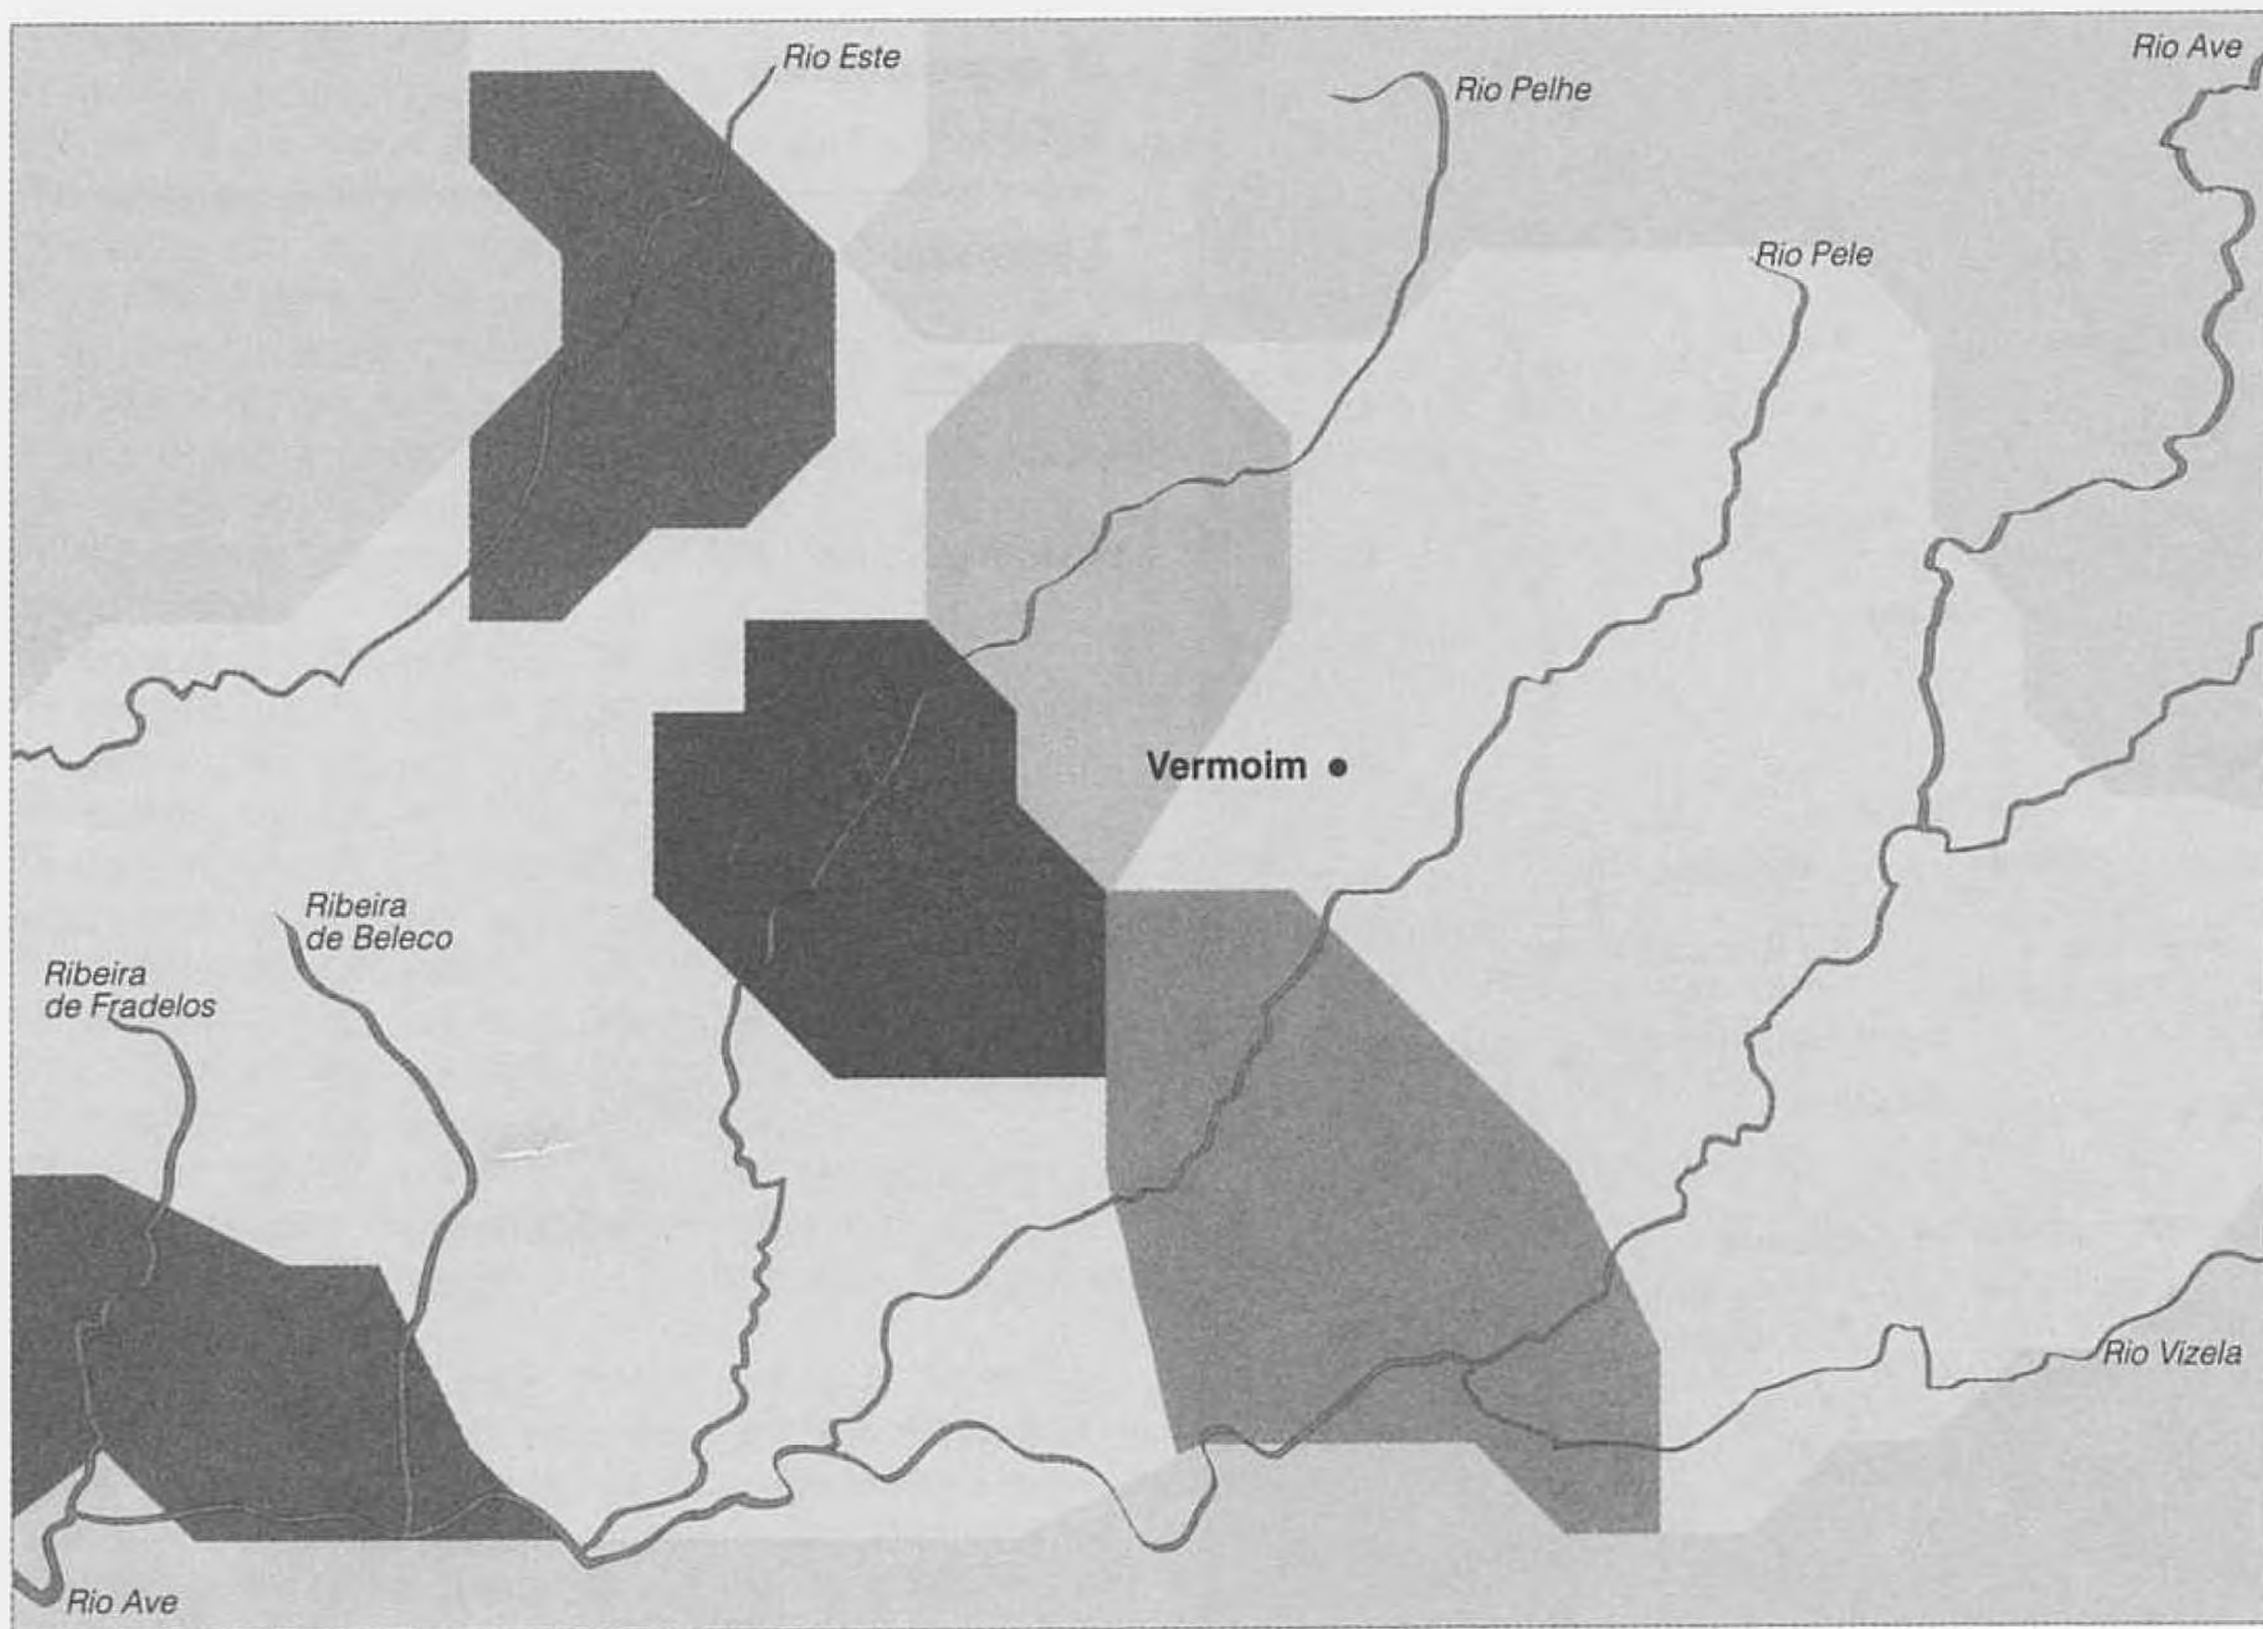 Rio Este
Rio Pelhe
Rio Ave
Rio Pele
Vermoim
Ribeira
de Beleco
Ribeira
de Fradelos
Rio Vizela
Rio Ave